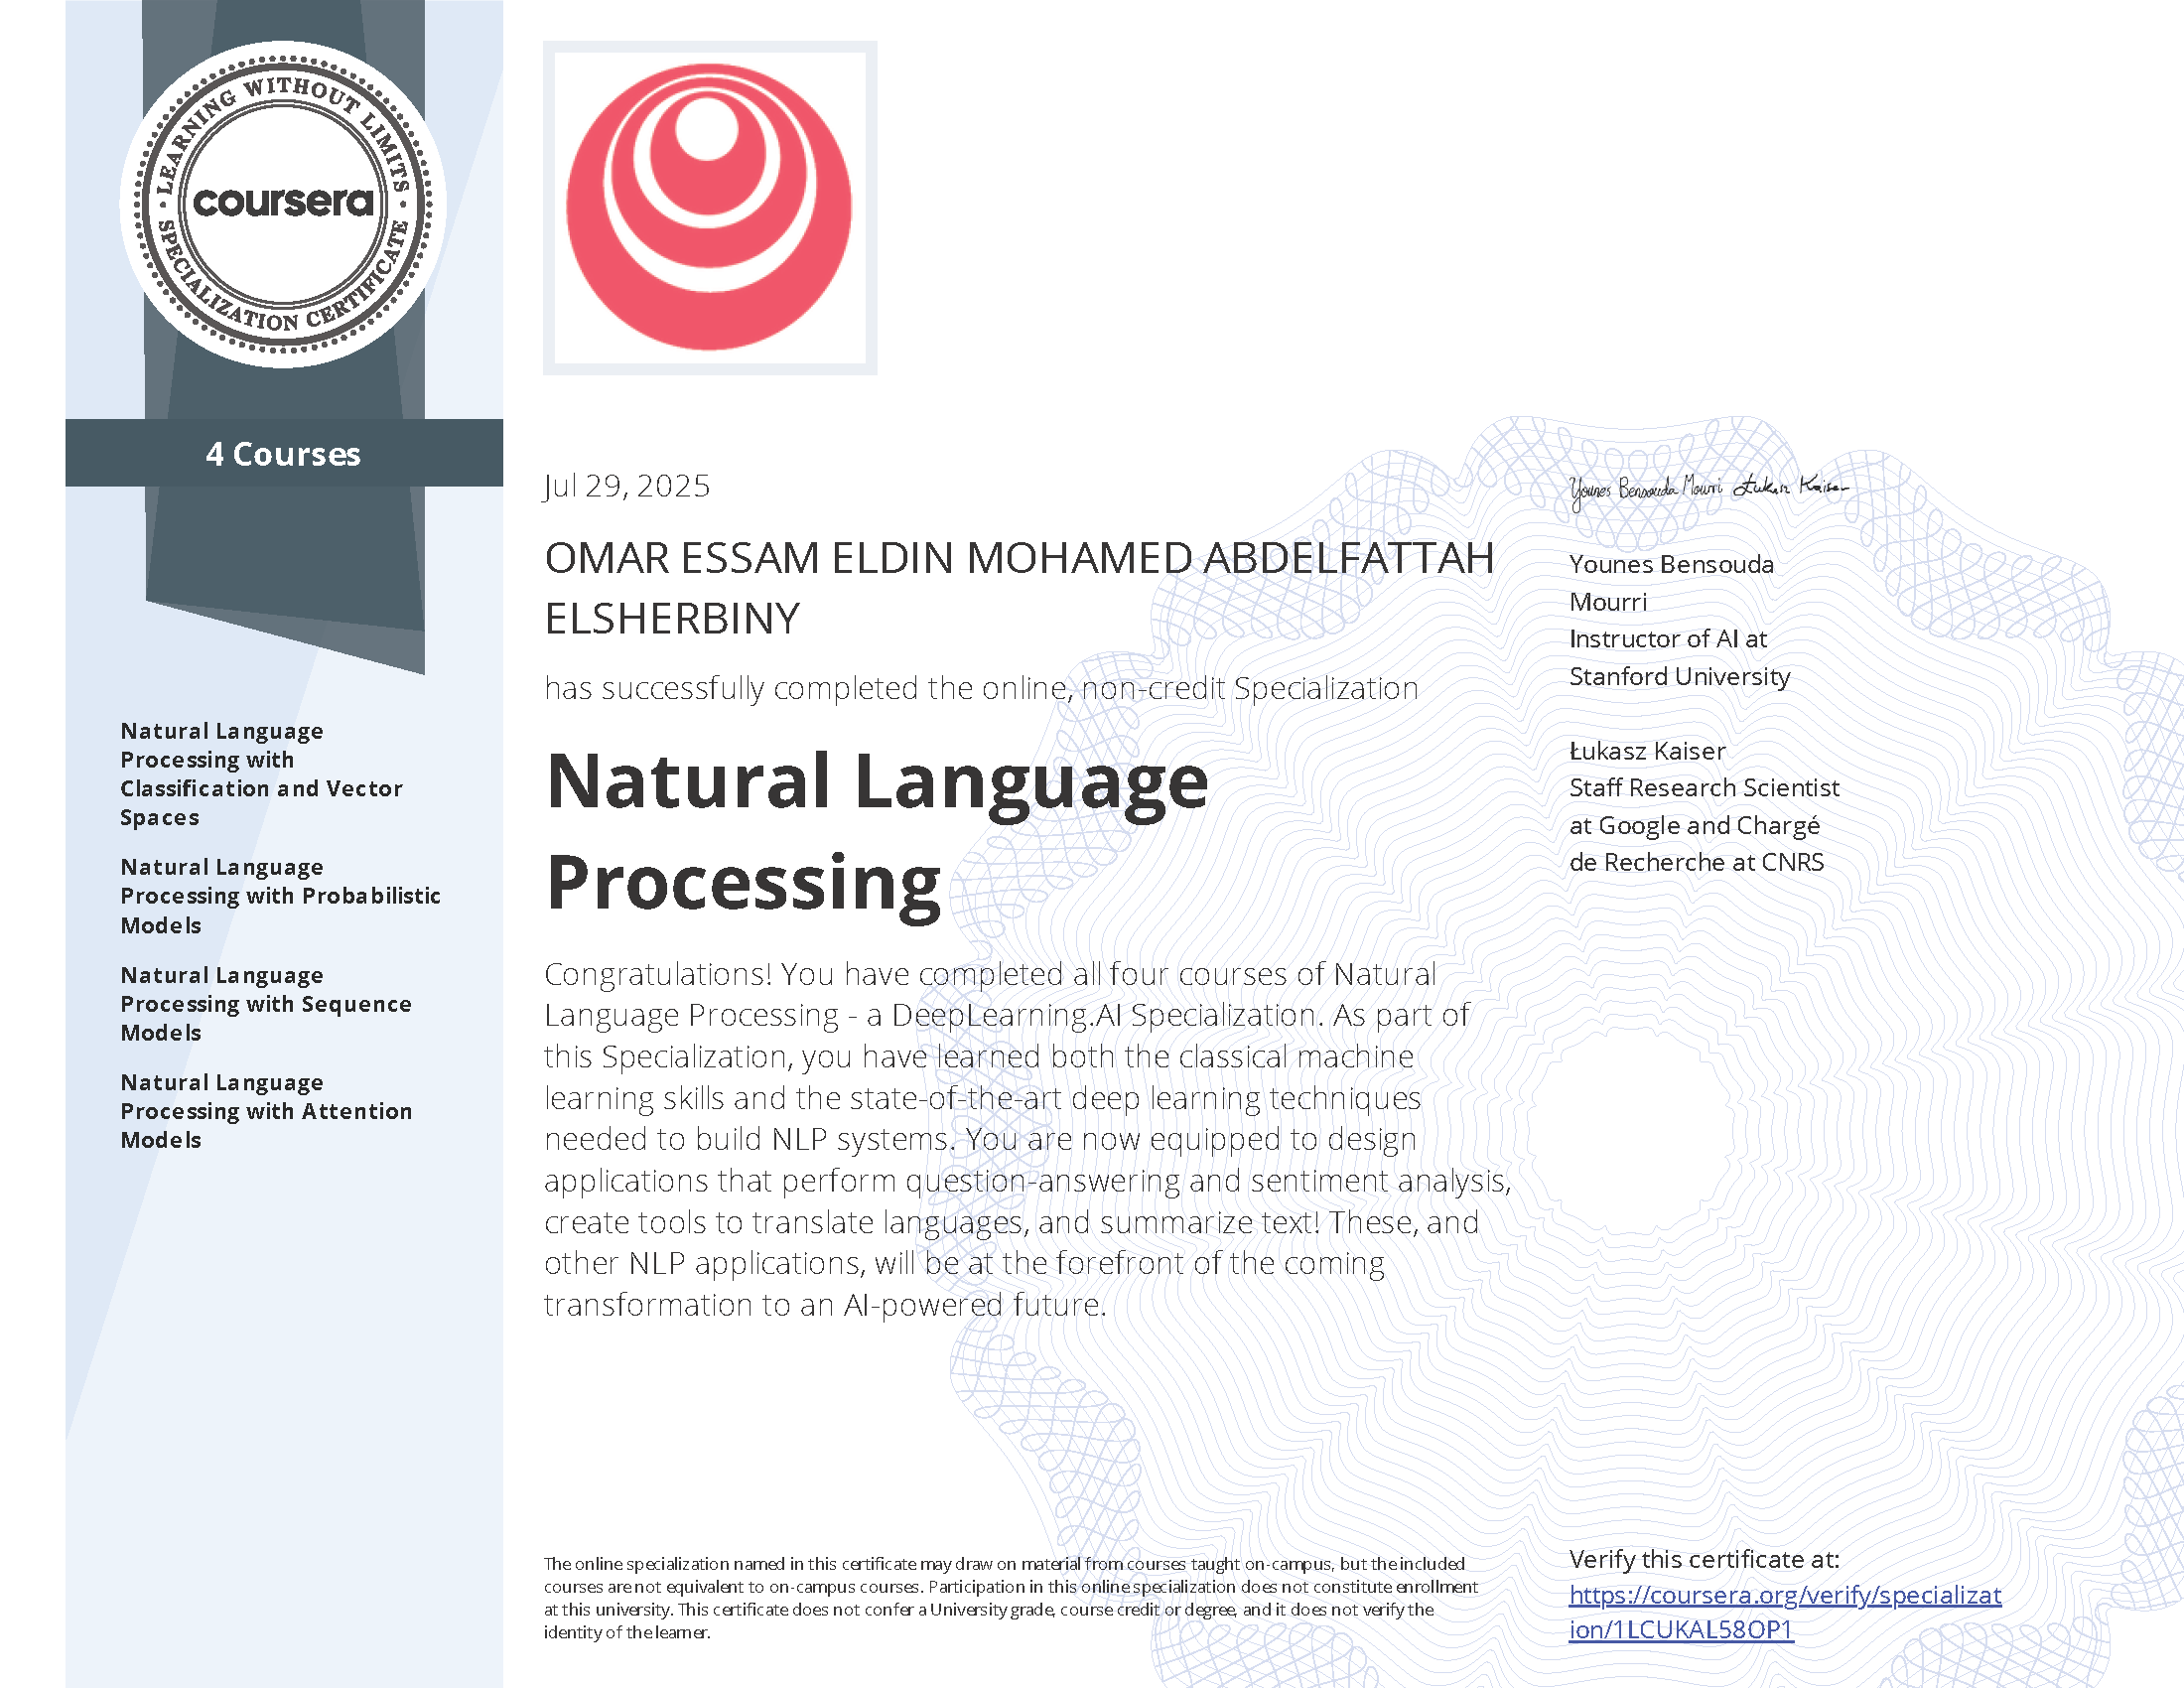 LEARNING WITHOUT LIMITS
coursera
SPECIALIZATION CERTIFICATE
4 Courses
Natural Language
Processing with
Classification and Vector
Spaces
Natural Language
Processing with Probabilistic
Models
Natural Language
Processing with Sequence
Models
Natural Language
Processing with Attention
Models
Jul 29, 2025
OMAR ESSAM ELDIN MOHAMED ABDELFATTAH
ELSHERBINY
has successfully completed the online, non-credit Specialization
Natural Language
Processing
Congratulations! You have completed all four courses of Natural
Language Processing - a DeepLearning.AI Specialization. As part of
this Specialization, you have learned both the classical machine
learning skills and the state-of-the-art deep learning techniques
needed to build NLP systems. You are now equipped to design
applications that perform question-answering and sentiment analysis,
create tools to translate languages, and summarize text! These, and
other NLP applications, will be at the forefront of the coming
transformation to an AI-powered future.
The online specialization named in this certificate may draw on material from courses taught on-campus, but the included
courses are not equivalent to on-campus courses. Participation in this online specialization does not constitute enrollment
at this university. This certificate does not confer a University grade, course credit or degree, and it does not verify the
identity of the learner.
Younes Bensouda Mourri Łukasz Kaiser
Younes Bensouda
Mourri
Instructor of AI at
Stanford University
Łukasz Kaiser
Staff Research Scientist
at Google and Chargé
de Recherche at CNRS
Verify this certificate at:
https://coursera.org/verify/specializat
ion/1LCUKAL58OP1